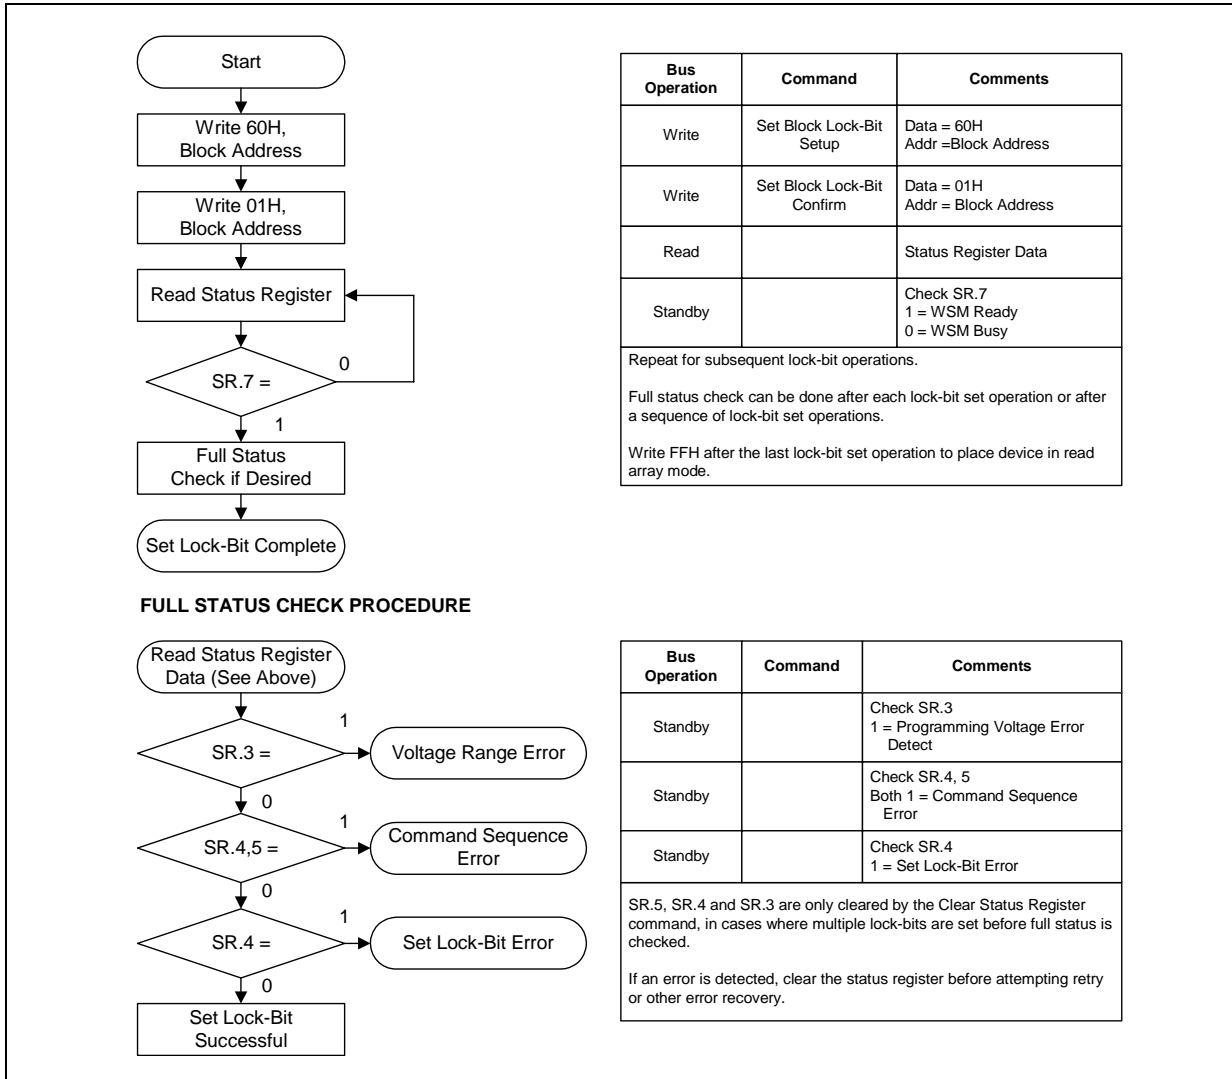 Start
Write 60H,
Block Address
Write 01H,
Block Address
Read Status Register
SR.7 =
0
1
Full Status
Check if Desired
Set Lock-Bit Complete
Bus
Operation
Command
Comments
Write
Set Block Lock-Bit
Setup
Data = 60H
Addr =Block Address
Write
Set Block Lock-Bit
Confirm
Data = 01H
Addr = Block Address
Read
Status Register Data
Standby
Check SR.7
1 = WSM Ready
0 = WSM Busy
Repeat for subsequent lock-bit operations.
Full status check can be done after each lock-bit set operation or after
a sequence of lock-bit set operations.
Write FFH after the last lock-bit set operation to place device in read
array mode.
FULL STATUS CHECK PROCEDURE
Read Status Register
Data (See Above)
SR.3 =
1
Voltage Range Error
0
SR.4,5 =
1
Command Sequence
Error
0
SR.4 =
1
Set Lock-Bit Error
0
Set Lock-Bit
Successful
Bus
Operation
Command
Comments
Standby
Check SR.3
1 = Programming Voltage Error
Detect
Standby
Check SR.4, 5
Both 1 = Command Sequence
Error
Standby
Check SR.4
1 = Set Lock-Bit Error
SR.5, SR.4 and SR.3 are only cleared by the Clear Status Register
command, in cases where multiple lock-bits are set before full status is
checked.
If an error is detected, clear the status register before attempting retry
or other error recovery.